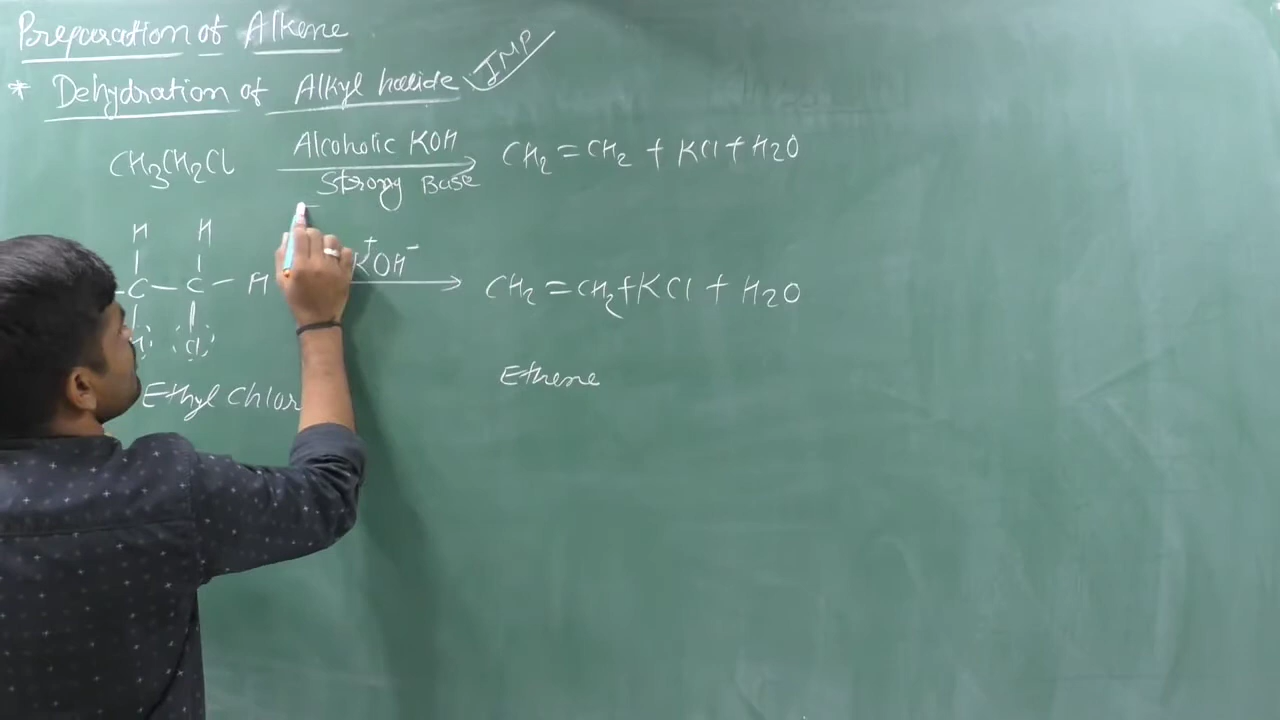 Preparation of Alkene
* Dehydration of Alkyl halide IMP
CH3CH2Cl Alcoholic KOH CH2=CH2 + KCl + H2O
Strong Base
H H
C - C - H K+OH- CH2=CH2+KCl + H2O
H Cl
Ethyl Chlor Ethene